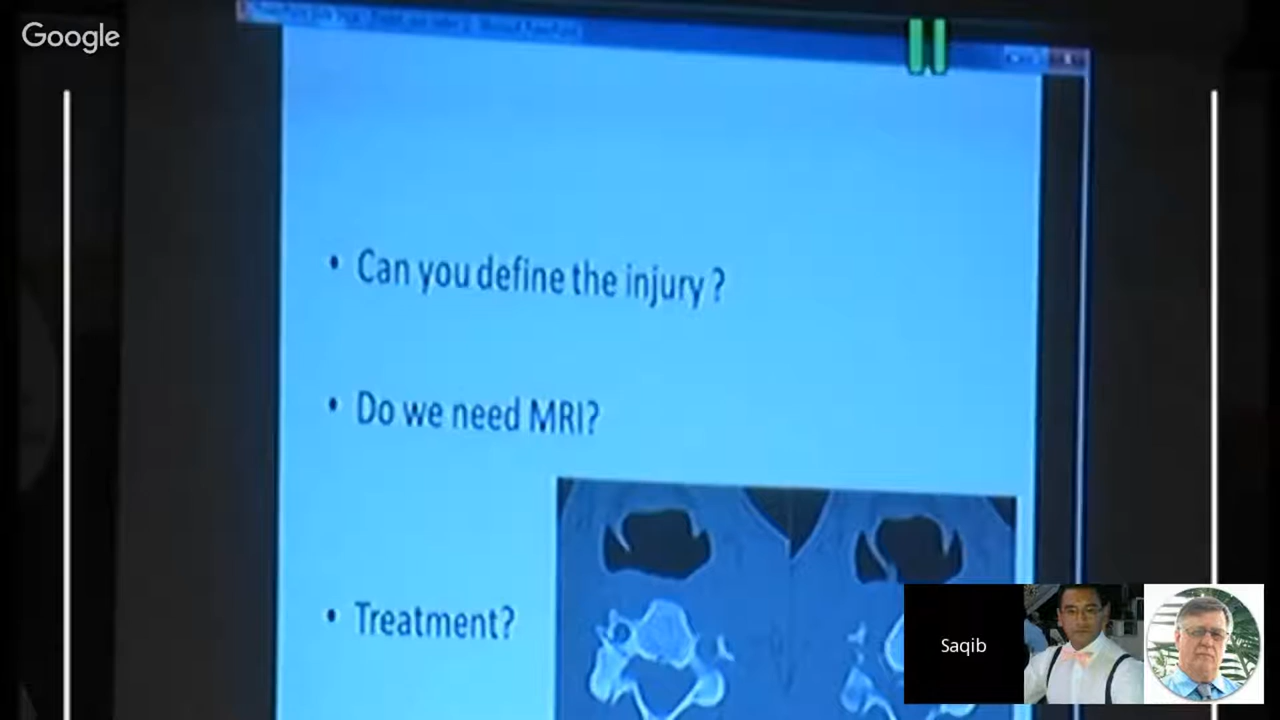 Google
• Can you define the injury ?
• Do we need MRI?
• Treatment?
Saqib